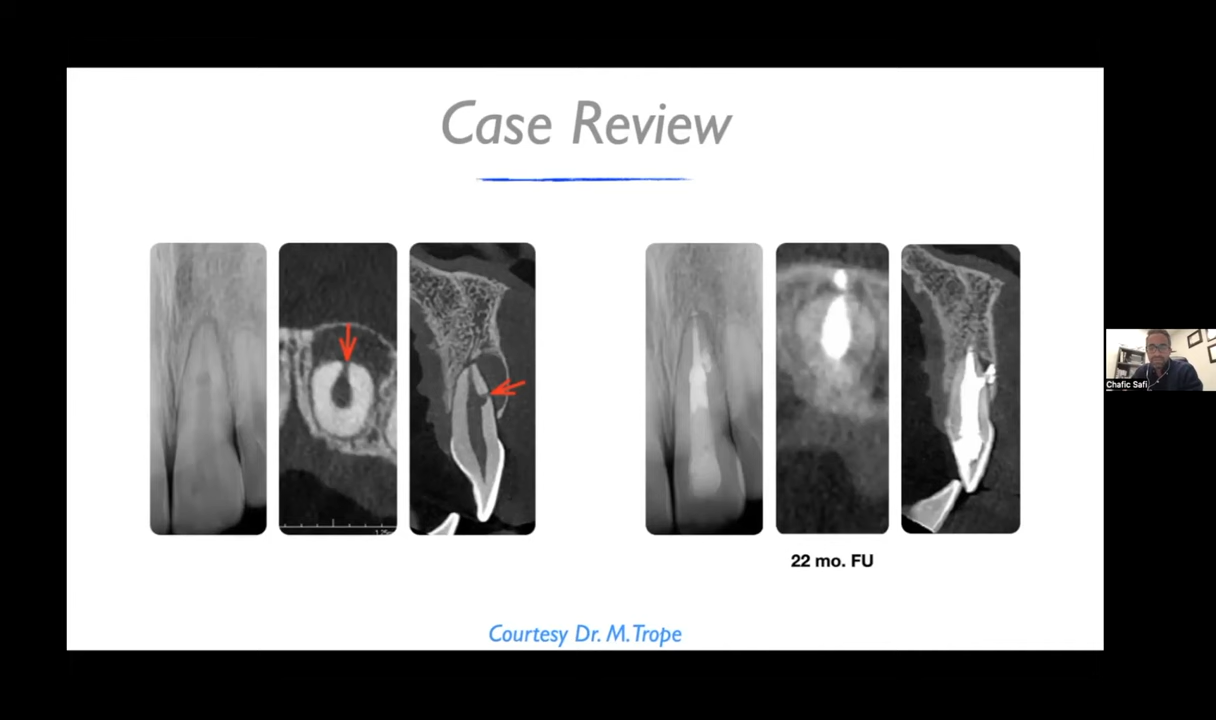 Case Review
22 mo. FU
Courtesy Dr. M.Trope
Chafic Safi